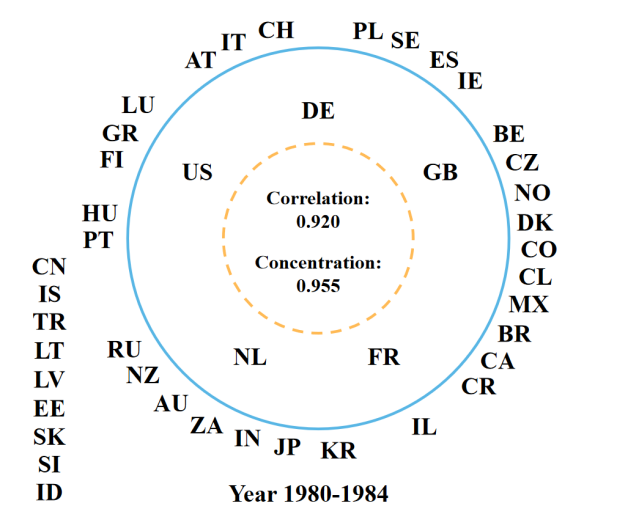 CH
PL
IT
SE
AT
ES
IE
LU
DE
GR
BE
FI
US
GB
CZ
NO
Correlation:
0.920
HU
DK
PT
CO
Concentration:
0.955
CN
CL
IS
MX
TR
BR
LT
RU
NL
FR
CA
LV
NZ
CR
EE
AU
ZA
IL
SK
IN
JP
KR
SI
ID
Year 1980-1984